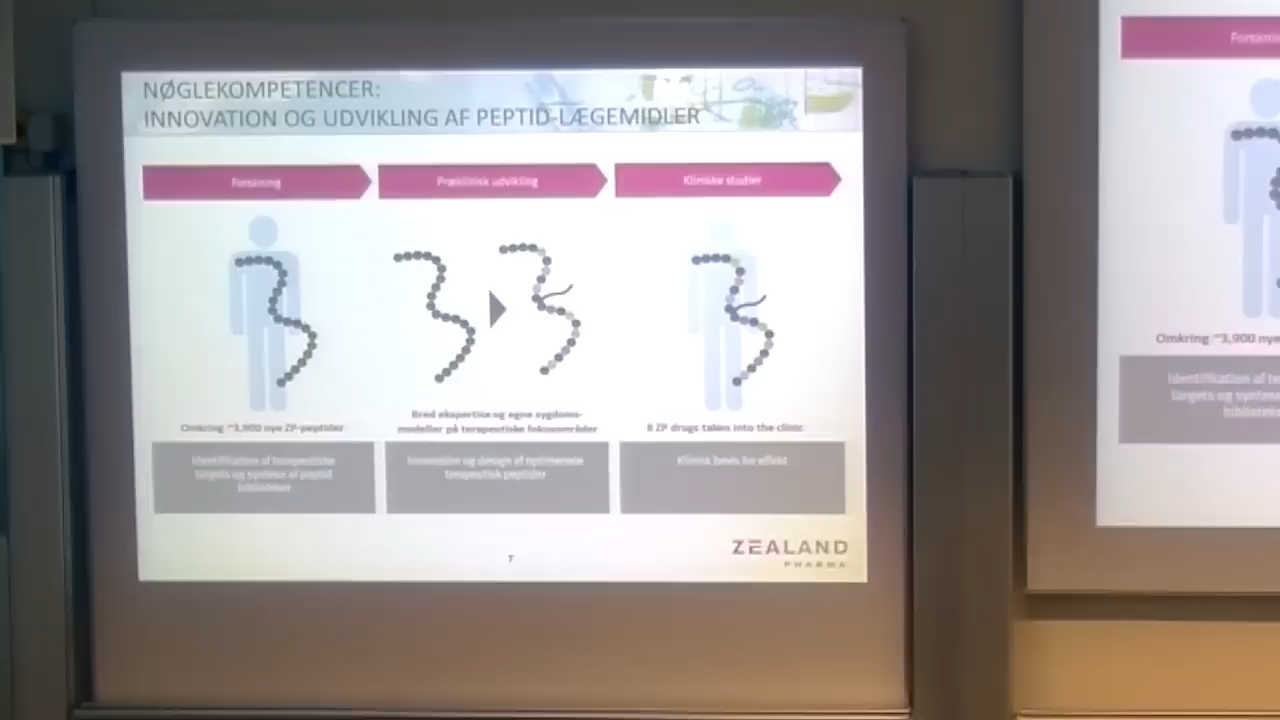 NØGLEKOMPETENCER:
INNOVATION OG UDVIKLING AF PEPTID-LÆGEMIDLER
Forskning
Præklinisk udvikling
Kliniske studier
Omkring ~3,900 nye ZP-peptider
Bred ekspertise og egne sygdoms-
modeller på terapeutiske fokusområder
8 ZP drugs taken into the clinic
Identifikation af terapeutiske
targets og syntese af peptid
biblioteker
Innovation og design af optimerede
terapeutisk peptider
Klinisk bevis for effekt
7
ZEALAND
PHARMA
Forskning
Omkring ~3,900 nye
Identifikation af
targets og syntese
bibliotek